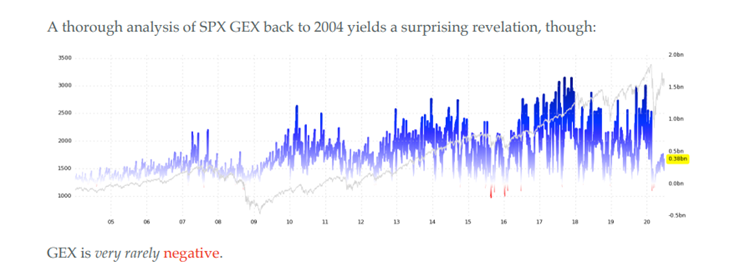 A thorough analysis of SPX GEX back to 2004 yields a surprising revelation, though:
3500
3000
2500
2000
1500
1000
2.0bn
1.5bn
1.0bn
0.5bn
0.38bn
0.0bn
-0.5bn
05 06 07 08 09 10 11 12 13 14 15 16 17 18 19 20
GEX is very rarely negative.